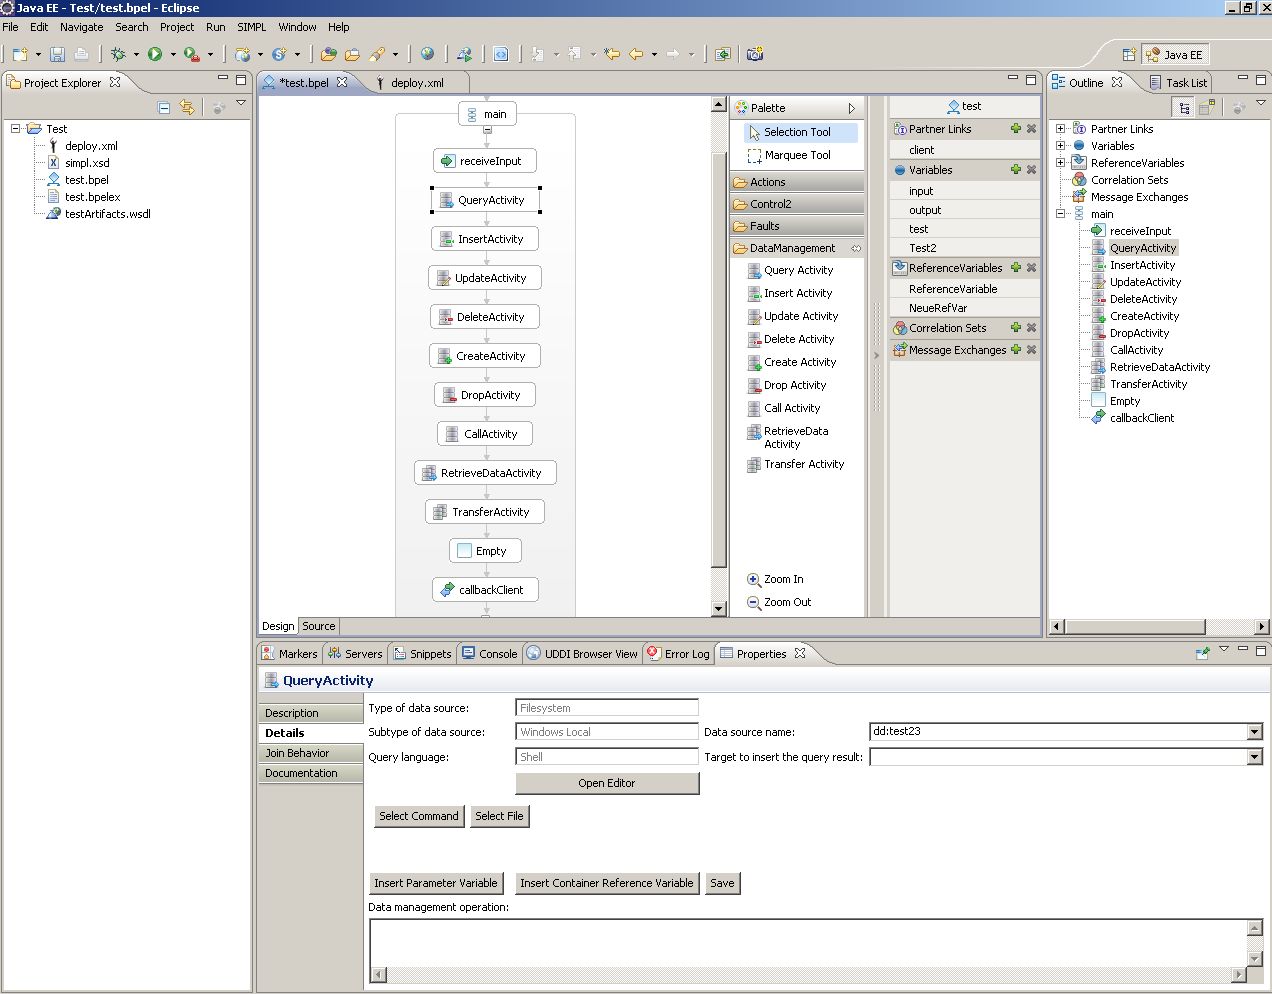 Java EE - Test/test.bpel - Eclipse
File Edit Navigate Search Project Run SIMPL Window Help
Java EE
Project Explorer
Test
deploy.xml
simpl.xsd
test.bpel
test.bpelex
testArtifacts.wsdl
*test.bpel
deploy.xml
main
receiveInput
QueryActivity
InsertActivity
UpdateActivity
DeleteActivity
CreateActivity
DropActivity
CallActivity
RetrieveDataActivity
TransferActivity
Empty
callbackClient
Design Source
Palette
Selection Tool
Marquee Tool
Actions
Control2
Faults
DataManagement
Query Activity
Insert Activity
Update Activity
Delete Activity
Create Activity
Drop Activity
Call Activity
RetrieveData
Activity
Transfer Activity
Zoom In
Zoom Out
test
Partner Links
client
Variables
input
output
test
Test2
ReferenceVariables
ReferenceVariable
NeueRefVar
Correlation Sets
Message Exchanges
Outline
Task List
Partner Links
Variables
ReferenceVariables
Correlation Sets
Message Exchanges
main
receiveInput
QueryActivity
InsertActivity
UpdateActivity
DeleteActivity
CreateActivity
DropActivity
CallActivity
RetrieveDataActivity
TransferActivity
Empty
callbackClient
Markers Servers Snippets Console UDDI Browser View Error Log Properties
QueryActivity
Description
Details
Join Behavior
Documentation
Type of data source: Filesystem
Subtype of data source: Windows Local Data source name: dd:test23
Query language: Shell Target to insert the query result:
Open Editor
Select Command Select File
Insert Parameter Variable Insert Container Reference Variable Save
Data management operation: